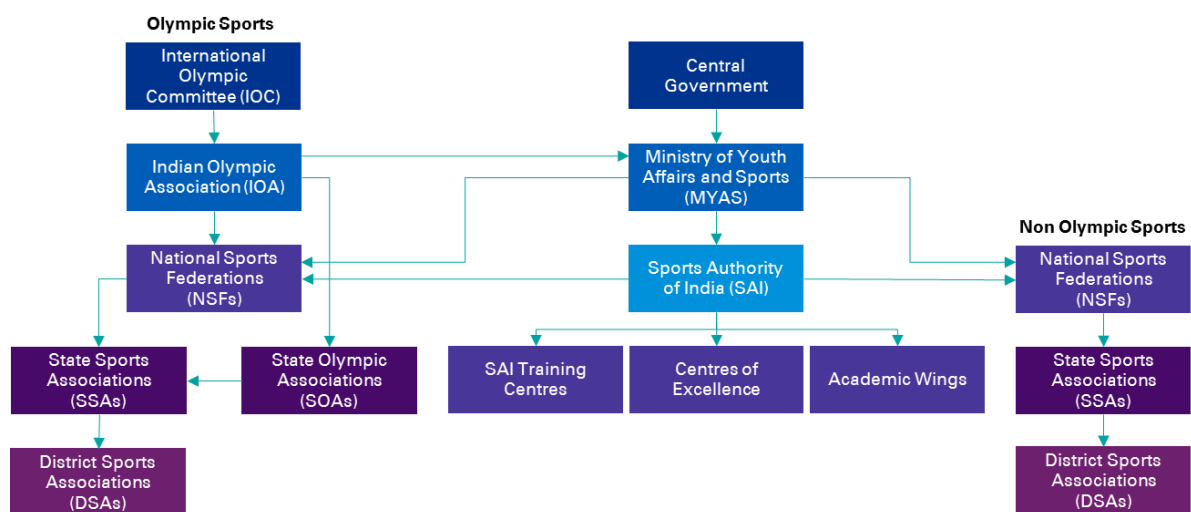 Olympic Sports
International
Olympic
Committee (IOC)
Central
Government
Indian Olympic
Association (IOA)
Ministry of Youth
Affairs and Sports
(MYAS)
Non Olympic Sports
National Sports
Federations
(NSFs)
Sports Authority
of India (SAI)
National Sports
Federations
(NSFs)
State Sports
Associations
(SSAs)
State Olympic
Associations
(SOAs)
SAI Training
Centres
Centres of
Excellence
Academic Wings
State Sports
Associations
(SSAs)
District Sports
Associations
(DSAs)
District Sports
Associations
(DSAs)